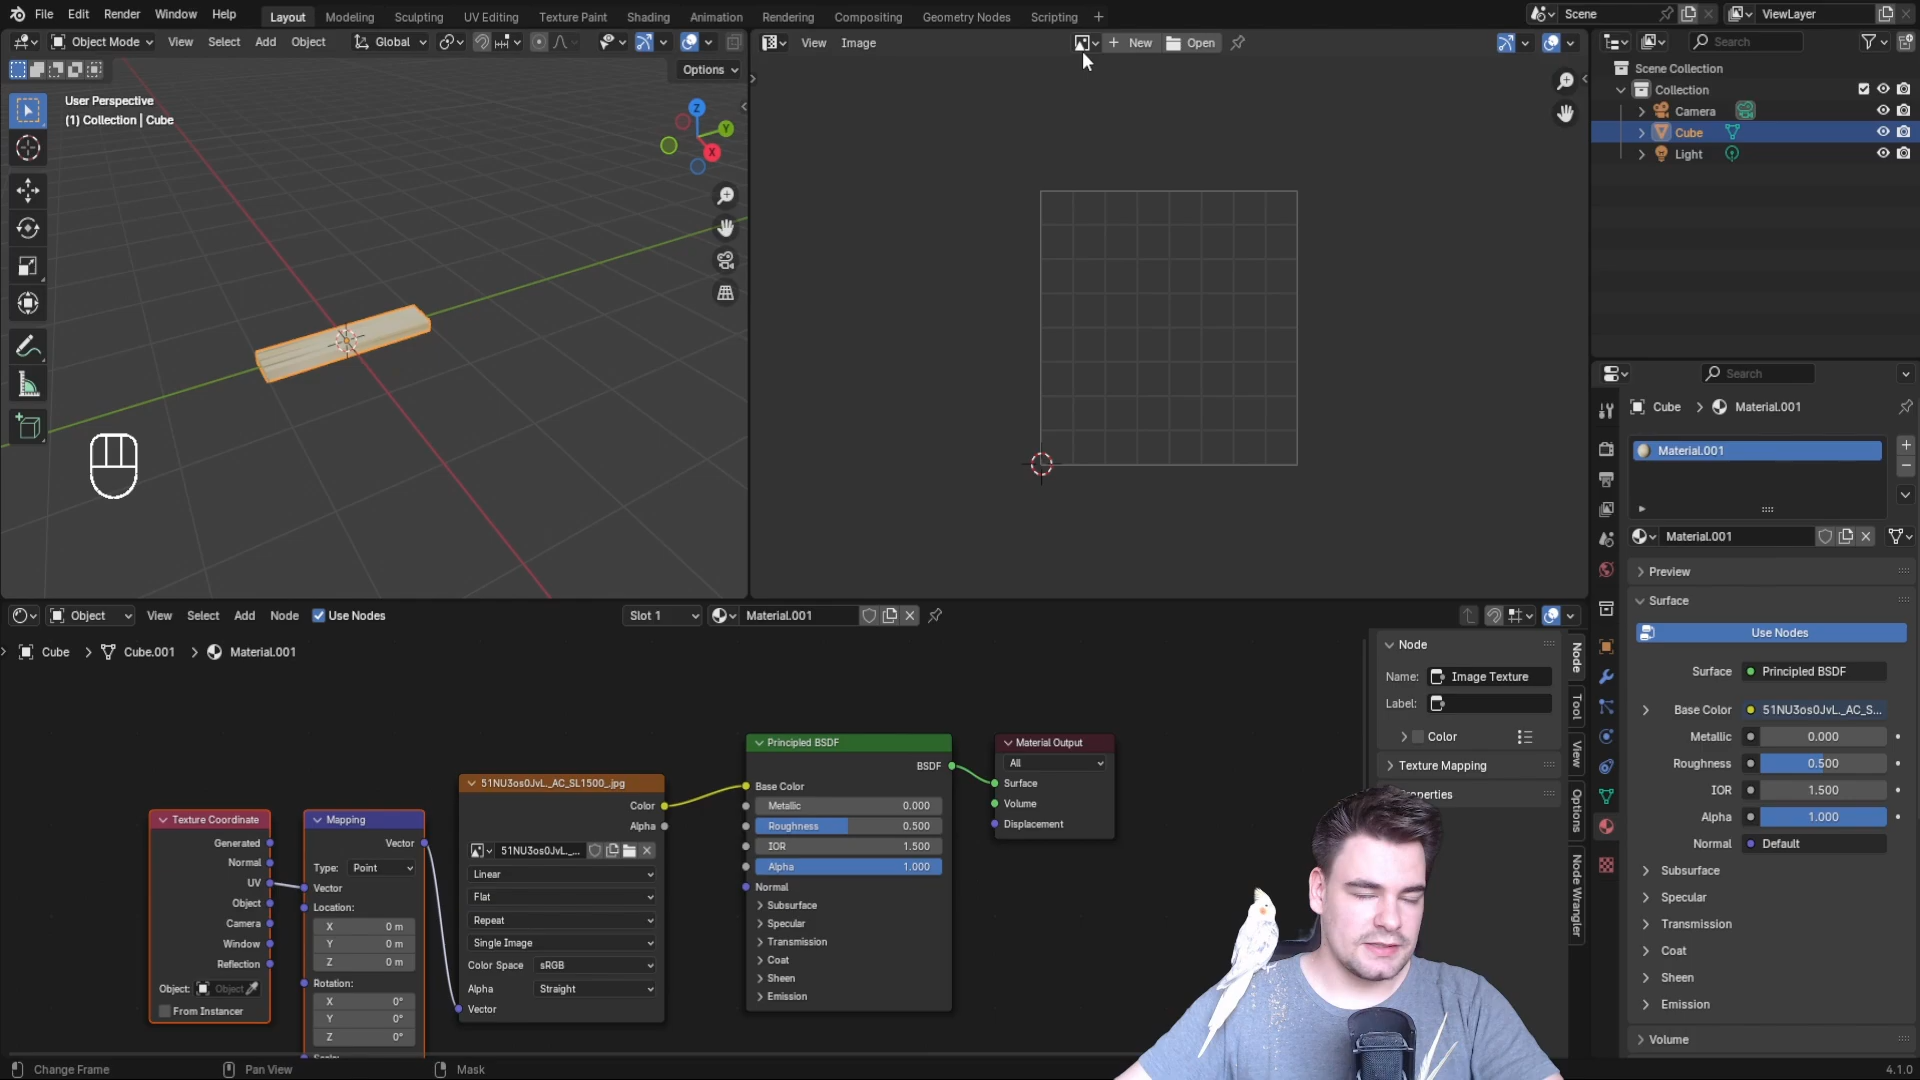 File Edit Render Window Help Layout Modeling Sculpting UV Editing Texture Paint Shading Animation Rendering Compositing Geometry Nodes Scripting + Scene ViewLayer
Object Mode View Select Add Object Global
View Image + New Open
Search
Options
User Perspective
(1) Collection | Cube
Z
Y
X
Scene Collection
Collection
Camera
Cube
Light
Search
Cube > Material.001
Material.001
Material.001
Preview
Surface
Use Nodes
Surface Principled BSDF
Base Color 51NU3os0JvL._AC_S...
Metallic 0.000
Roughness 0.500
IOR 1.500
Alpha 1.000
Normal Default
Subsurface
Specular
Transmission
Coat
Sheen
Emission
Volume
Object View Select Add Node Use Nodes Slot 1 Material.001
Cube > Cube.001 > Material.001
Texture Coordinate
Generated
Normal
UV
Object
Camera
Window
Reflection
Object: Object
From Instancer
Mapping
Vector
Type: Point
Vector
Location:
X 0 m
Y 0 m
Z 0 m
Rotation:
X 0°
Y 0°
Z 0°
Scale:
51NU3os0JvL._AC_SL1500_.jpg
Color
Alpha
51NU3os0JvL._...
Linear
Flat
Repeat
Single Image
Color Space sRGB
Alpha Straight
Vector
Principled BSDF
BSDF
Base Color
Metallic 0.000
Roughness 0.500
IOR 1.500
Alpha 1.000
Normal
Subsurface
Specular
Transmission
Coat
Sheen
Emission
Material Output
All
Surface
Volume
Displacement
Node
Name: Image Texture
Label:
Color
Texture Mapping
Properties
Node
Tool
View
Options
Node Wrangler
Change Frame Pan View Mask 4.1.0